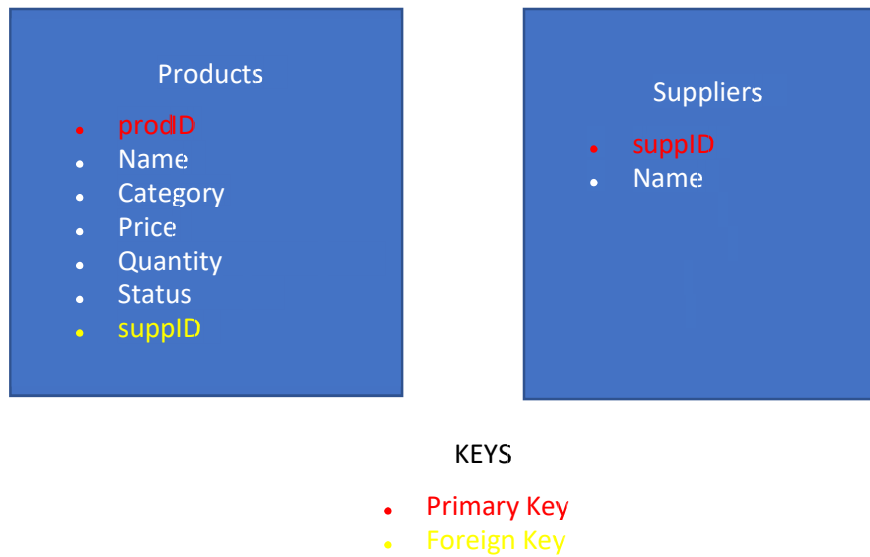 Products
prodID
Name
Category
Price
Quantity
Status
suppID
Suppliers
suppID
Name
KEYS
Primary Key
Foreign Key